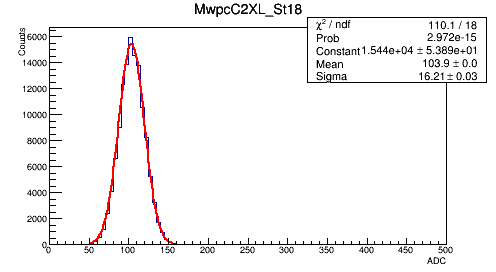 MwpcC2XL_St18
χ² / ndf 110.1 / 18
Prob 2.972e-15
Constant 1.544e+04 ± 5.389e+01
Mean 103.9 ± 0.0
Sigma 16.21 ± 0.03
Counts
16000
14000
12000
10000
8000
6000
4000
2000
0
0 50 100 150 200 250 300 350 400 450 500
ADC